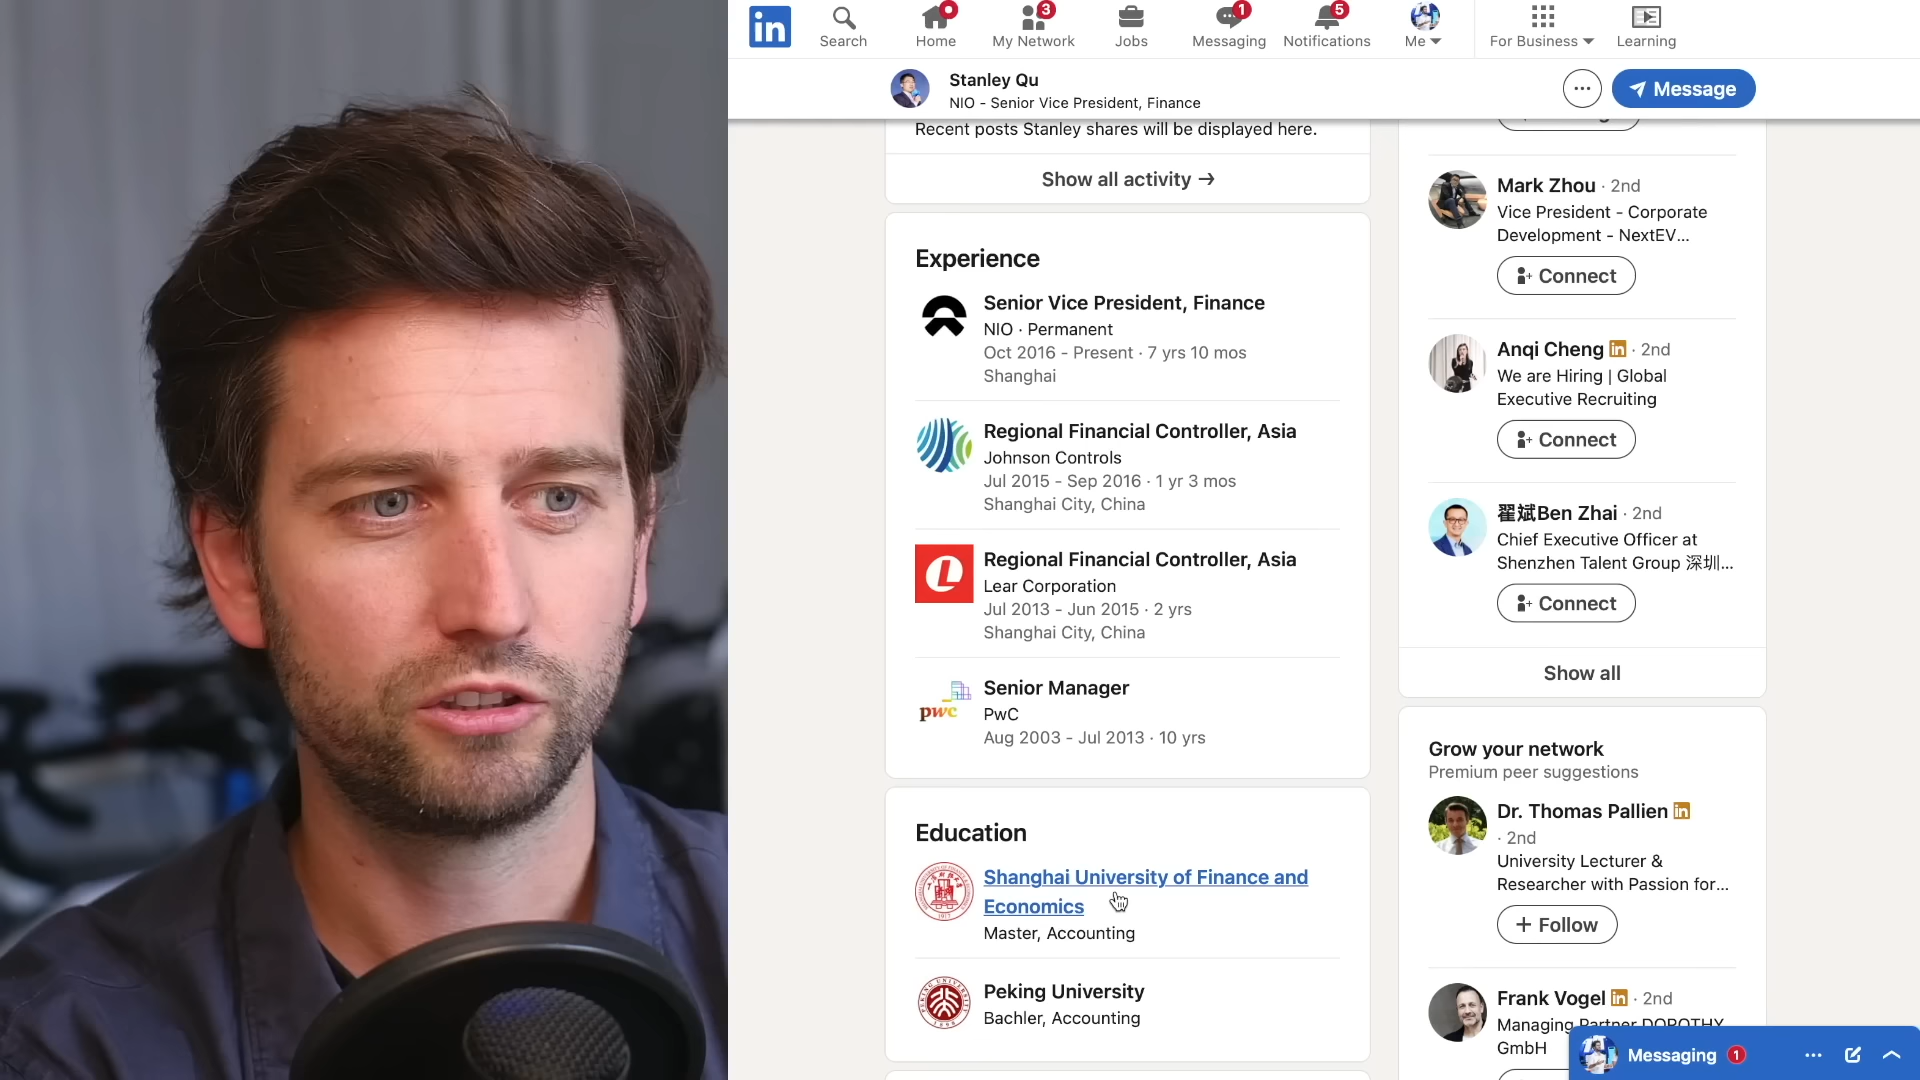 in
Search
Home
3
My Network
Jobs
1
Messaging
5
Notifications
Me
For Business
Learning
Stanley Qu
NIO - Senior Vice President, Finance
Message
Recent posts Stanley shares will be displayed here.
Show all activity →
Experience
Senior Vice President, Finance
NIO · Permanent
Oct 2016 - Present · 7 yrs 10 mos
Shanghai
Regional Financial Controller, Asia
Johnson Controls
Jul 2015 - Sep 2016 · 1 yr 3 mos
Shanghai City, China
Regional Financial Controller, Asia
Lear Corporation
Jul 2013 - Jun 2015 · 2 yrs
Shanghai City, China
pwc
Senior Manager
PwC
Aug 2003 - Jul 2013 · 10 yrs
Education
Shanghai University of Finance and
Economics
Master, Accounting
Peking University
Bachler, Accounting
Mark Zhou · 2nd
Vice President - Corporate
Development - NextEV...
Connect
Anqi Cheng in · 2nd
We are Hiring | Global
Executive Recruiting
Connect
翟斌Ben Zhai · 2nd
Chief Executive Officer at
Shenzhen Talent Group 深圳...
Connect
Show all
Grow your network
Premium peer suggestions
Dr. Thomas Pallien in
· 2nd
University Lecturer &
Researcher with Passion for...
+ Follow
Frank Vogel in · 2nd
Managing Partner DOROTHY
GmbH
Messaging 1